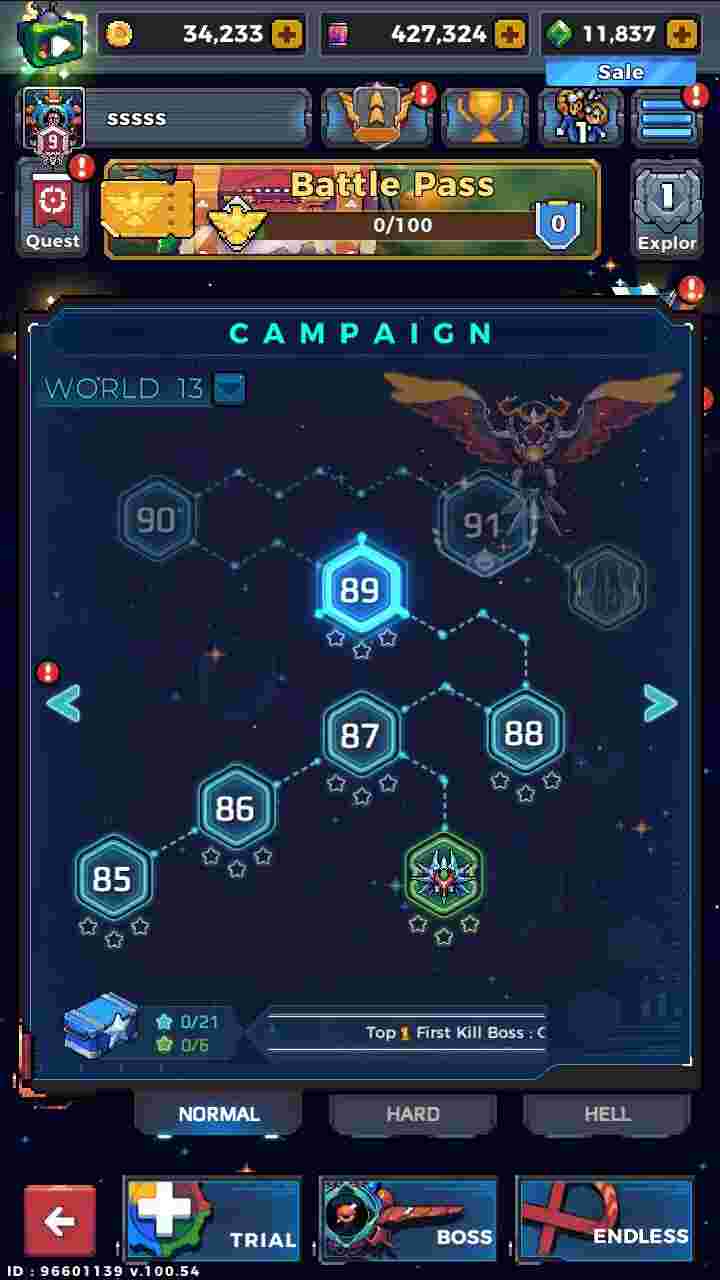 34,233
427,324
11,837
Sale
9
sssss
1
Quest
Battle Pass
0/100
0
1
Explor
CAMPAIGN
WORLD 13
90
91
89
87
88
86
85
0/21
0/6
Top 1 First Kill Boss : C
NORMAL
HARD
HELL
TRIAL
BOSS
ENDLESS
ID : 96601139 v.100.54